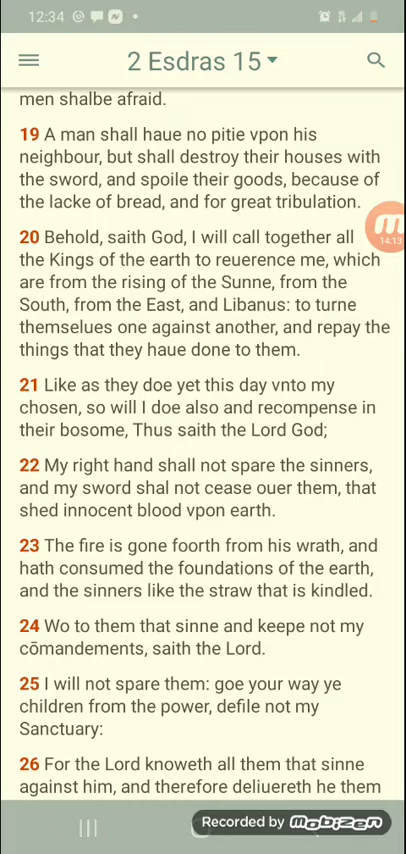 12:34
2 Esdras 15
men shalbe afraid.
19 A man shall haue no pitie vpon his
neighbour, but shall destroy their houses with
the sword, and spoile their goods, because of
the lacke of bread, and for great tribulation.
14:13
20 Behold, saith God, I will call together all
the Kings of the earth to reuerence me, which
are from the rising of the Sunne, from the
South, from the East, and Libanus: to turne
themselues one against another, and repay the
things that they haue done to them.
21 Like as they doe yet this day vnto my
chosen, so will I doe also and recompense in
their bosome, Thus saith the Lord God;
22 My right hand shall not spare the sinners,
and my sword shal not cease ouer them, that
shed innocent blood vpon earth.
23 The fire is gone foorth from his wrath, and
hath consumed the foundations of the earth,
and the sinners like the straw that is kindled.
24 Wo to them that sinne and keepe not my
cōmandements, saith the Lord.
25 I will not spare them: goe your way ye
children from the power, defile not my
Sanctuary:
26 For the Lord knoweth all them that sinne
against him, and therefore deliuereth he them
Recorded by mobizen